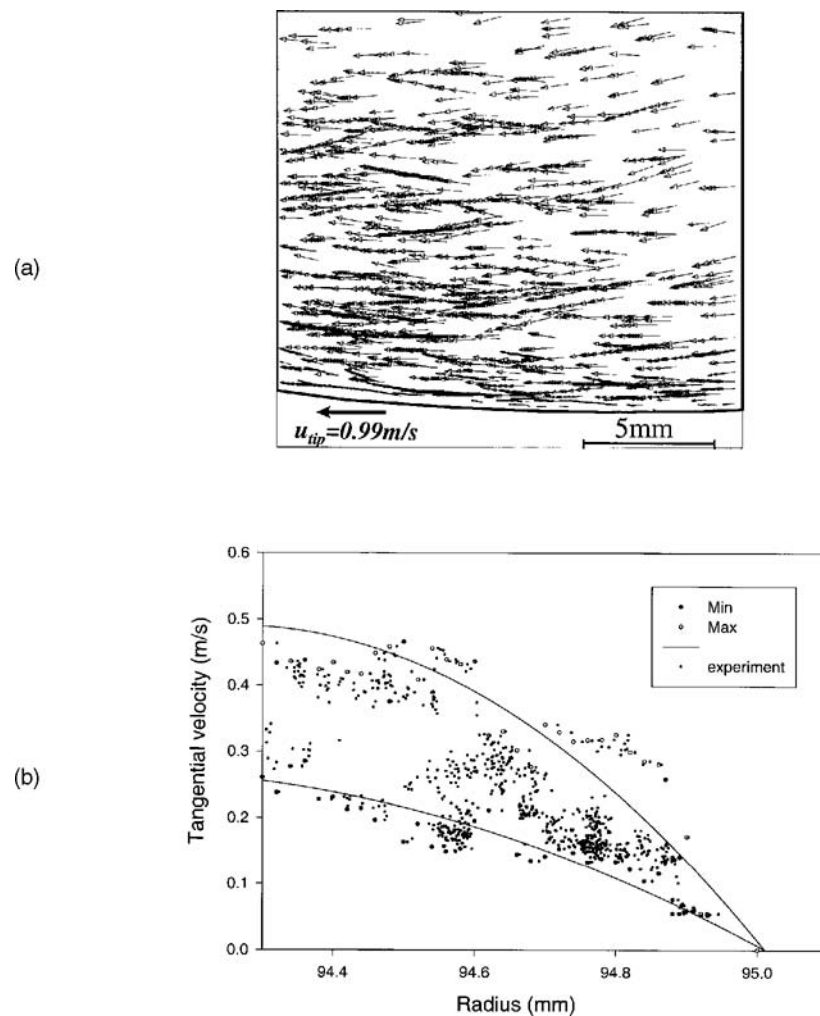 (a)
u_tip=0.99m/s
5mm
(b)
Tangential velocity (m/s)
0.6
0.5
0.4
0.3
0.2
0.1
0.0
Min
Max
experiment
94.4
94.6
94.8
95.0
Radius (mm)